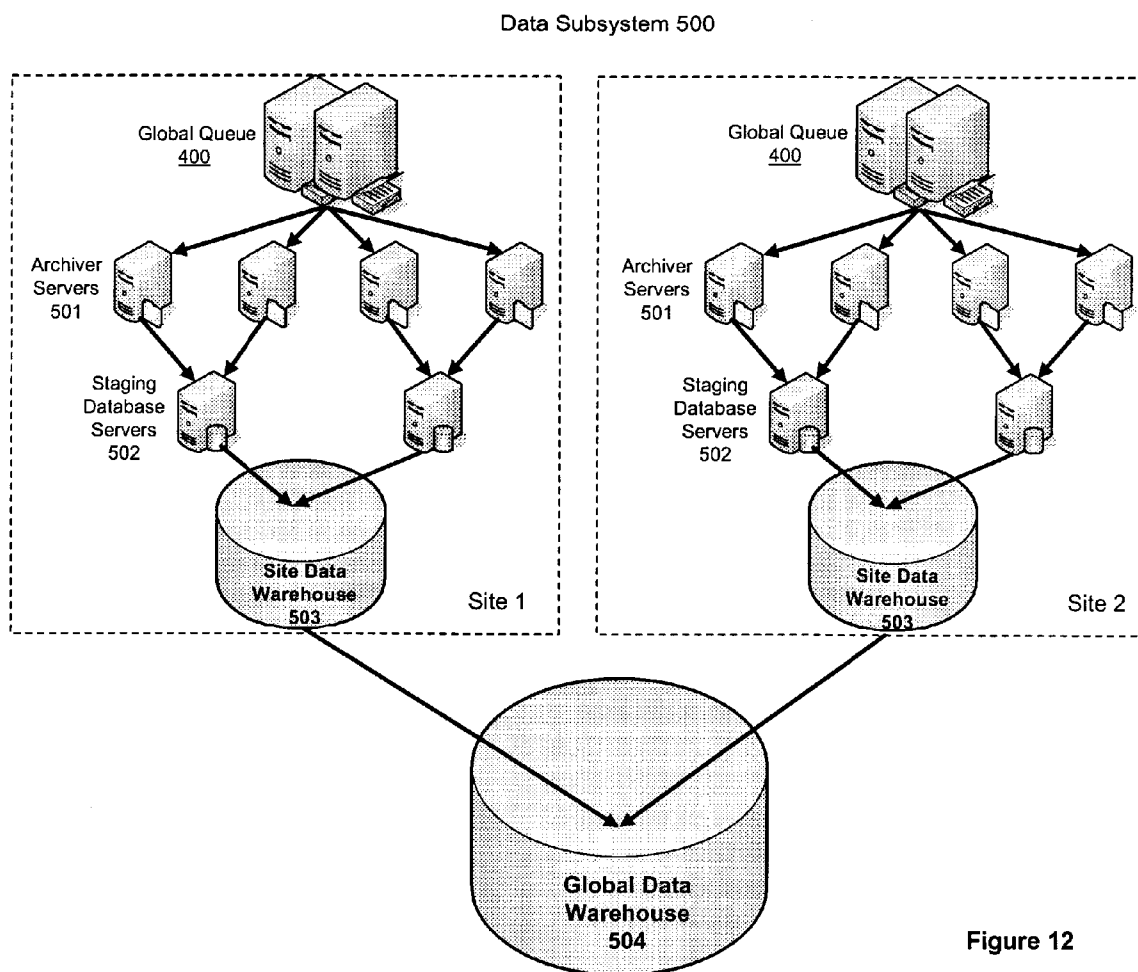 Data Subsystem 500
Global Queue
400
Archiver
Servers
501
Staging
Database
Servers
502
Site Data
Warehouse
503
Site 1
Global Queue
400
Archiver
Servers
501
Staging
Database
Servers
502
Site Data
Warehouse
503
Site 2
Global Data
Warehouse
504
Figure 12